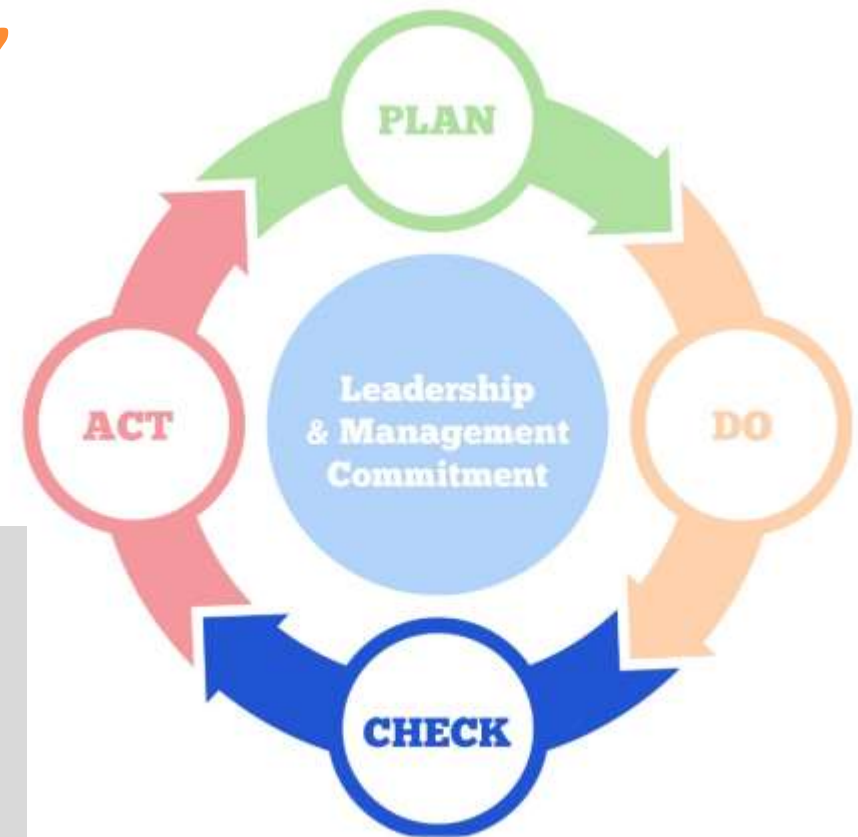 PLAN
ACT
Leadership
& Management
Commitment
DO
CHECK